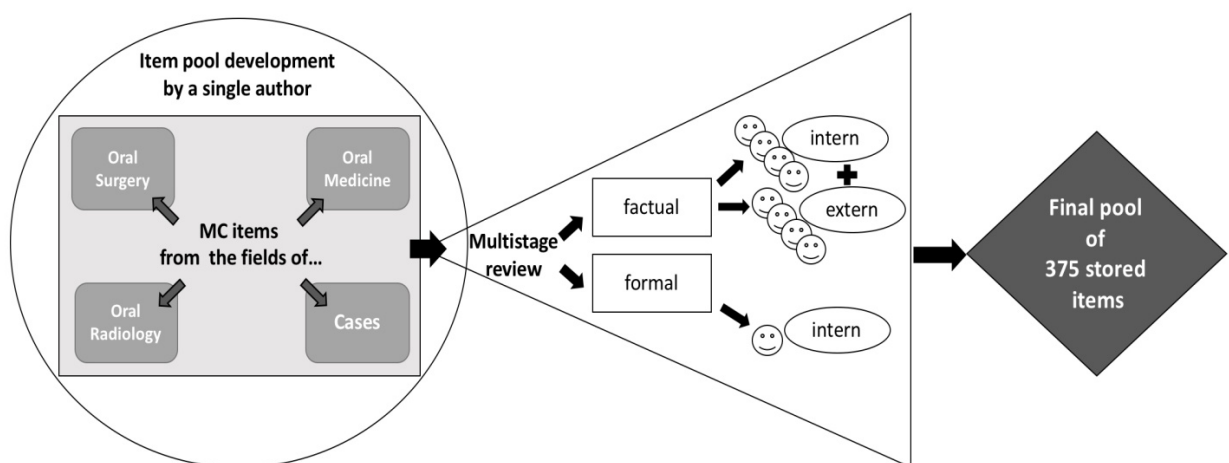 Item pool development
by a single author
Oral
Surgery
Oral
Medicine
MC items
from the fields of...
Oral
Radiology
Cases
Multistage
review
factual
formal
intern
extern
intern
Final pool
of
375 stored
items